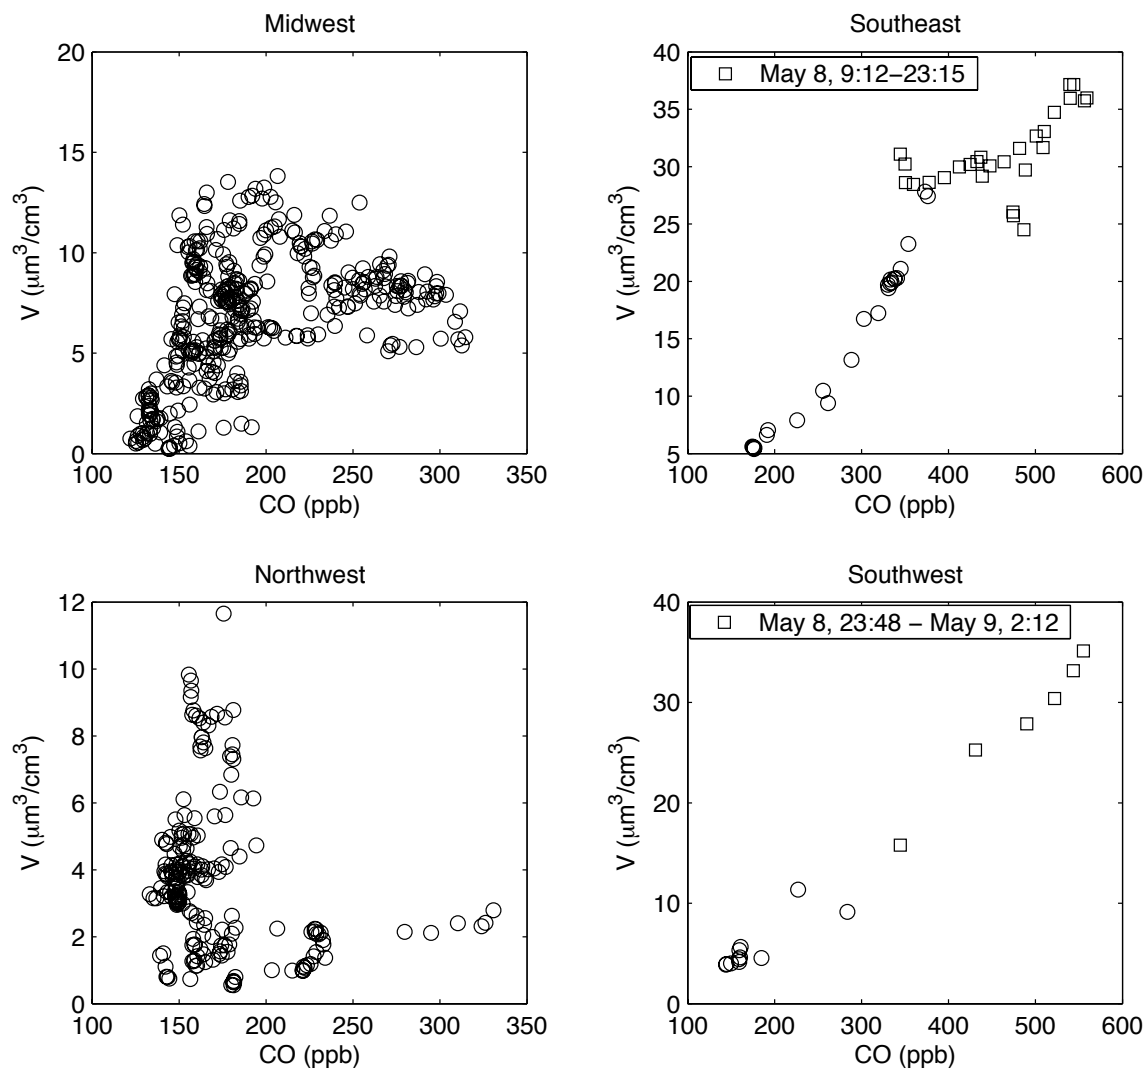 Midwest
20
15
10
5
0
V (μm³/cm³)
100 150 200 250 300 350
CO (ppb)
Southeast
May 8, 9:12−23:15
40
35
30
25
20
15
10
5
V (μm³/cm³)
100 200 300 400 500 600
CO (ppb)
Northwest
12
10
8
6
4
2
0
V (μm³/cm³)
100 150 200 250 300 350
CO (ppb)
Southwest
May 8, 23:48 − May 9, 2:12
40
30
20
10
0
V (μm³/cm³)
100 200 300 400 500 600
CO (ppb)